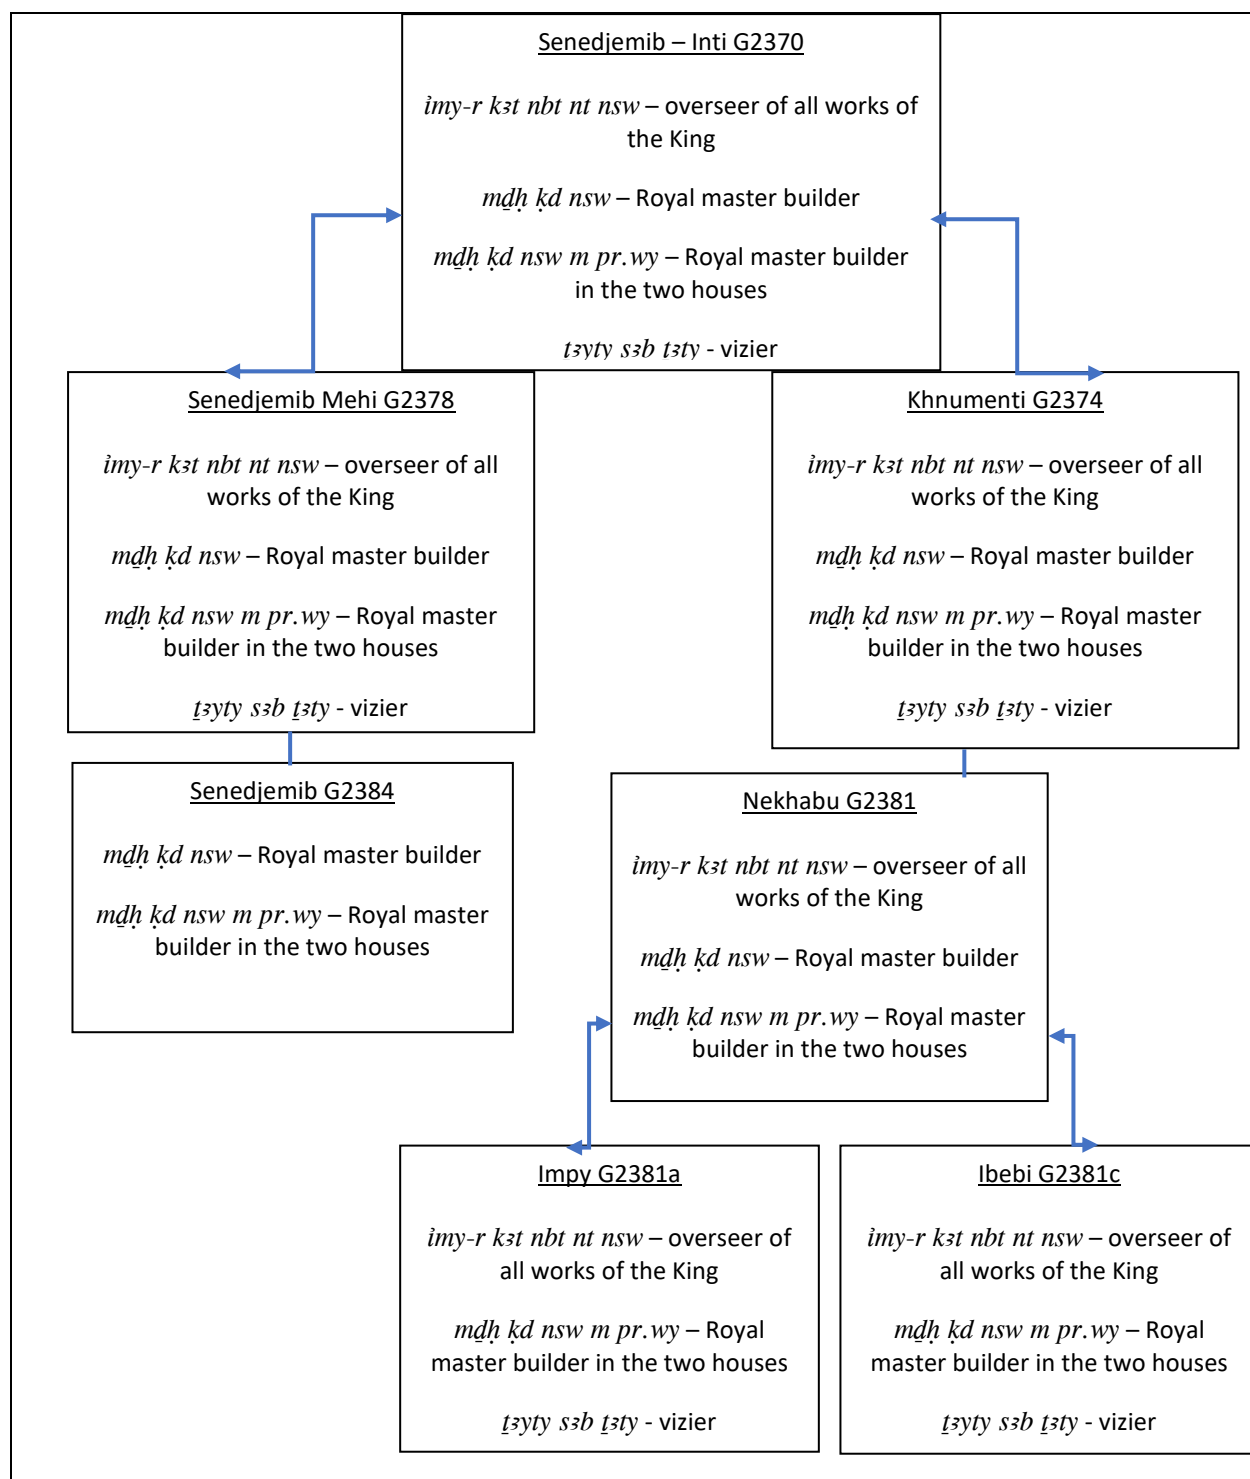 Senedjemib – Inti G2370
ỉmy-r kꜣt nbt nt nsw – overseer of all works of
the King
mḏḥ ḳd nsw – Royal master builder
mḏḥ ḳd nsw m pr.wy – Royal master builder
in the two houses
ṯꜣyty sꜣb ṯꜣty - vizier
Senedjemib Mehi G2378
ỉmy-r kꜣt nbt nt nsw – overseer of all
works of the King
mḏḥ ḳd nsw – Royal master builder
mḏḥ ḳd nsw m pr.wy – Royal master
builder in the two houses
ṯꜣyty sꜣb ṯꜣty - vizier
Khnumenti G2374
ỉmy-r kꜣt nbt nt nsw – overseer of all
works of the King
mḏḥ ḳd nsw – Royal master builder
mḏḥ ḳd nsw m pr.wy – Royal master
builder in the two houses
ṯꜣyty sꜣb ṯꜣty - vizier
Senedjemib G2384
mḏḥ ḳd nsw – Royal master builder
mḏḥ ḳd nsw m pr.wy – Royal master
builder in the two houses
Nekhabu G2381
ỉmy-r kꜣt nbt nt nsw – overseer of all
works of the King
mḏḥ ḳd nsw – Royal master builder
mḏḥ ḳd nsw m pr.wy – Royal master
builder in the two houses
Impy G2381a
ỉmy-r kꜣt nbt nt nsw – overseer of
all works of the King
mḏḥ ḳd nsw m pr.wy – Royal
master builder in the two houses
ṯꜣyty sꜣb ṯꜣty - vizier
Ibebi G2381c
ỉmy-r kꜣt nbt nt nsw – overseer of
all works of the King
mḏḥ ḳd nsw m pr.wy – Royal
master builder in the two houses
ṯꜣyty sꜣb ṯꜣty - vizier